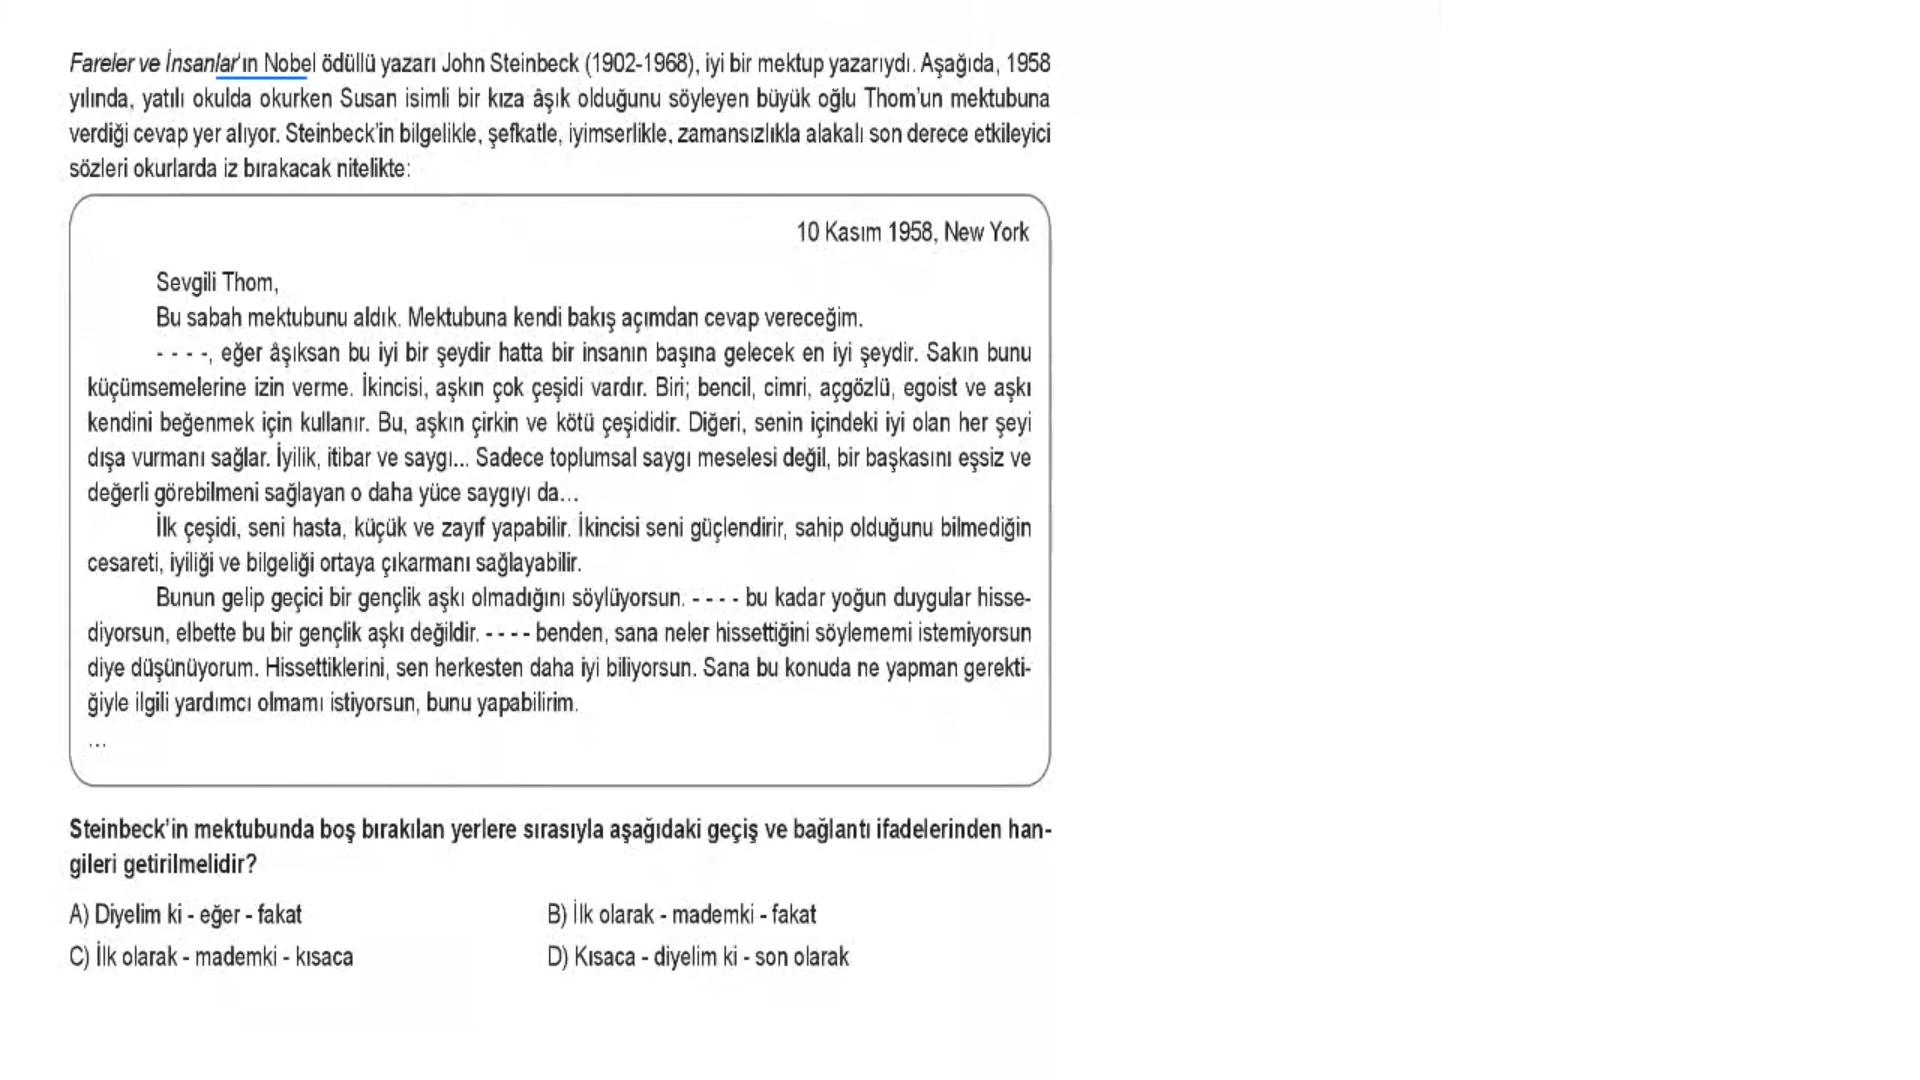 Fareler ve İnsanlar'ın Nobel ödüllü yazarı John Steinbeck (1902-1968), iyi bir mektup yazarıydı. Aşağıda, 1958
yılında, yatılı okulda okurken Susan isimli bir kıza âşık olduğunu söyleyen büyük oğlu Thom'un mektubuna
verdiği cevap yer alıyor. Steinbeck'in bilgelikle, şefkatle, iyimserlikle, zamansızlıkla alakalı son derece etkileyici
sözleri okurlarda iz bırakacak nitelikte:
10 Kasım 1958, New York
Sevgili Thom,
Bu sabah mektubunu aldık. Mektubuna kendi bakış açımdan cevap vereceğim.
- - - -, eğer âşıksan bu iyi bir şeydir hatta bir insanın başına gelecek en iyi şeydir. Sakın bunu
küçümsemelerine izin verme. İkincisi, aşkın çok çeşidi vardır. Biri; bencil, cimri, açgözlü, egoist ve aşkı
kendini beğenmek için kullanır. Bu, aşkın çirkin ve kötü çeşididir. Diğeri, senin içindeki iyi olan her şeyi
dışa vurmanı sağlar. İyilik, itibar ve saygı... Sadece toplumsal saygı meselesi değil, bir başkasını eşsiz ve
değerli görebilmeni sağlayan o daha yüce saygıyı da...
İlk çeşidi, seni hasta, küçük ve zayıf yapabilir. İkincisi seni güçlendirir, sahip olduğunu bilmediğin
cesareti, iyiliği ve bilgeliği ortaya çıkarmanı sağlayabilir.
Bunun gelip geçici bir gençlik aşkı olmadığını söylüyorsun. - - - - bu kadar yoğun duygular hisse-
diyorsun, elbette bu bir gençlik aşkı değildir. - - - - benden, sana neler hissettiğini söylememi istemiyorsun
diye düşünüyorum. Hissettiklerini, sen herkesten daha iyi biliyorsun. Sana bu konuda ne yapman gerekti-
ğiyle ilgili yardımcı olmamı istiyorsun, bunu yapabilirim.
...
Steinbeck'in mektubunda boş bırakılan yerlere sırasıyla aşağıdaki geçiş ve bağlantı ifadelerinden han-
gileri getirilmelidir?
A) Diyelim ki - eğer - fakat
B) İlk olarak - mademki - fakat
C) İlk olarak - mademki - kısaca
D) Kısaca - diyelim ki - son olarak